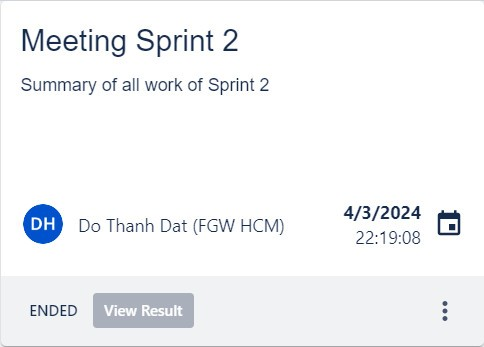 Meeting Sprint 2
Summary of all work of Sprint 2
DH Do Thanh Dat (FGW HCM) 4/3/2024
22:19:08
ENDED View Result